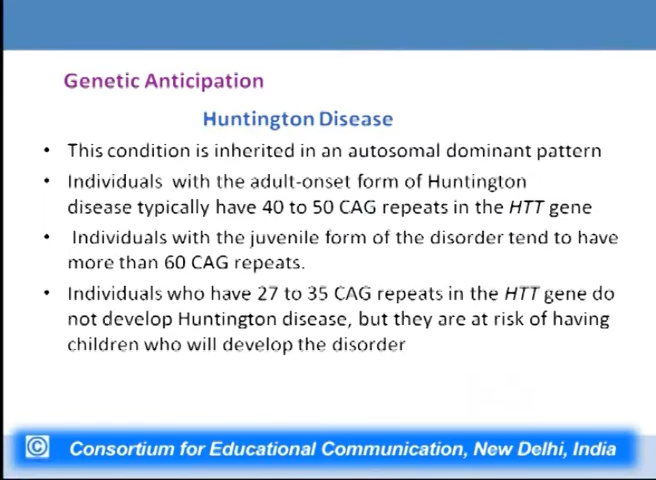 Genetic Anticipation
Huntington Disease
• This condition is inherited in an autosomal dominant pattern
• Individuals with the adult-onset form of Huntington
disease typically have 40 to 50 CAG repeats in the HTT gene
• Individuals with the juvenile form of the disorder tend to have
more than 60 CAG repeats.
• Individuals who have 27 to 35 CAG repeats in the HTT gene do
not develop Huntington disease, but they are at risk of having
children who will develop the disorder
© Consortium for Educational Communication, New Delhi, India